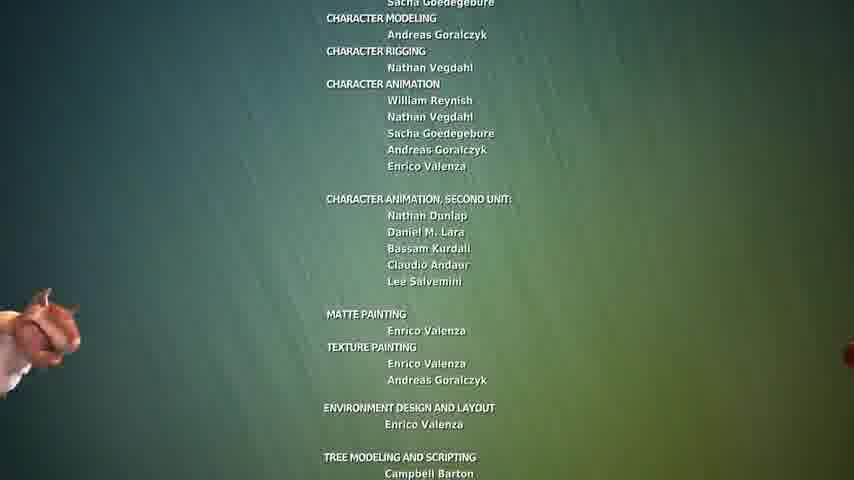 Sacha Goedegebure
CHARACTER MODELING
Andreas Goralczyk
CHARACTER RIGGING
Nathan Vegdahl
CHARACTER ANIMATION
William Reynish
Nathan Vegdahl
Sacha Goedegebure
Andreas Goralczyk
Enrico Valenza
CHARACTER ANIMATION, SECOND UNIT:
Nathan Dunlap
Daniel M. Lara
Bassam Kurdali
Claudio Andaur
Lee Salvemini
MATTE PAINTING
Enrico Valenza
TEXTURE PAINTING
Enrico Valenza
Andreas Goralczyk
ENVIRONMENT DESIGN AND LAYOUT
Enrico Valenza
TREE MODELING AND SCRIPTING
Campbell Barton